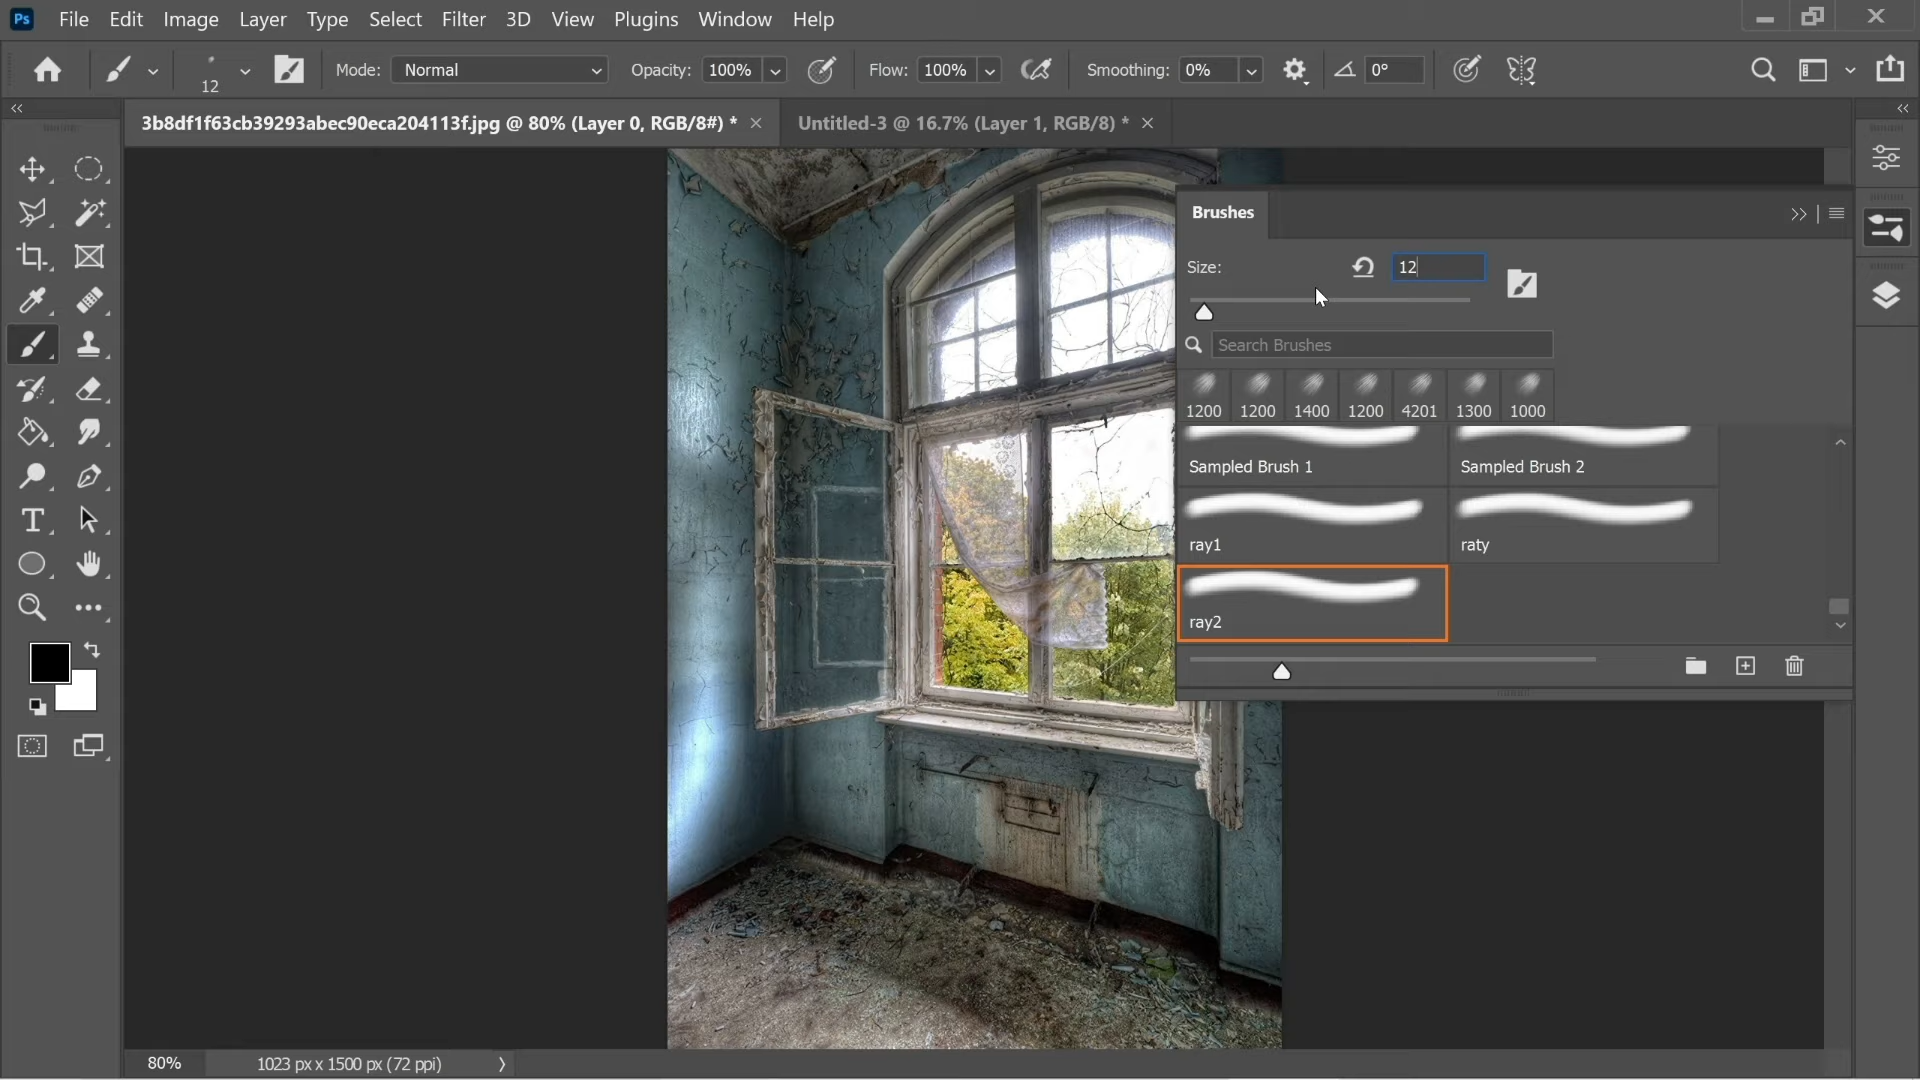 Ps File Edit Image Layer Type Select Filter 3D View Plugins Window Help
12 Mode: Normal Opacity: 100% Flow: 100% Smoothing: 0% 0°
3b8df1f63cb39293abec90eca204113f.jpg @ 80% (Layer 0, RGB/8#) * Untitled-3 @ 16.7% (Layer 1, RGB/8) *
Brushes
Size: 12
Search Brushes
1200 1200 1400 1200 4201 1300 1000
Sampled Brush 1 Sampled Brush 2
ray1 raty
ray2
80% 1023 px x 1500 px (72 ppi)